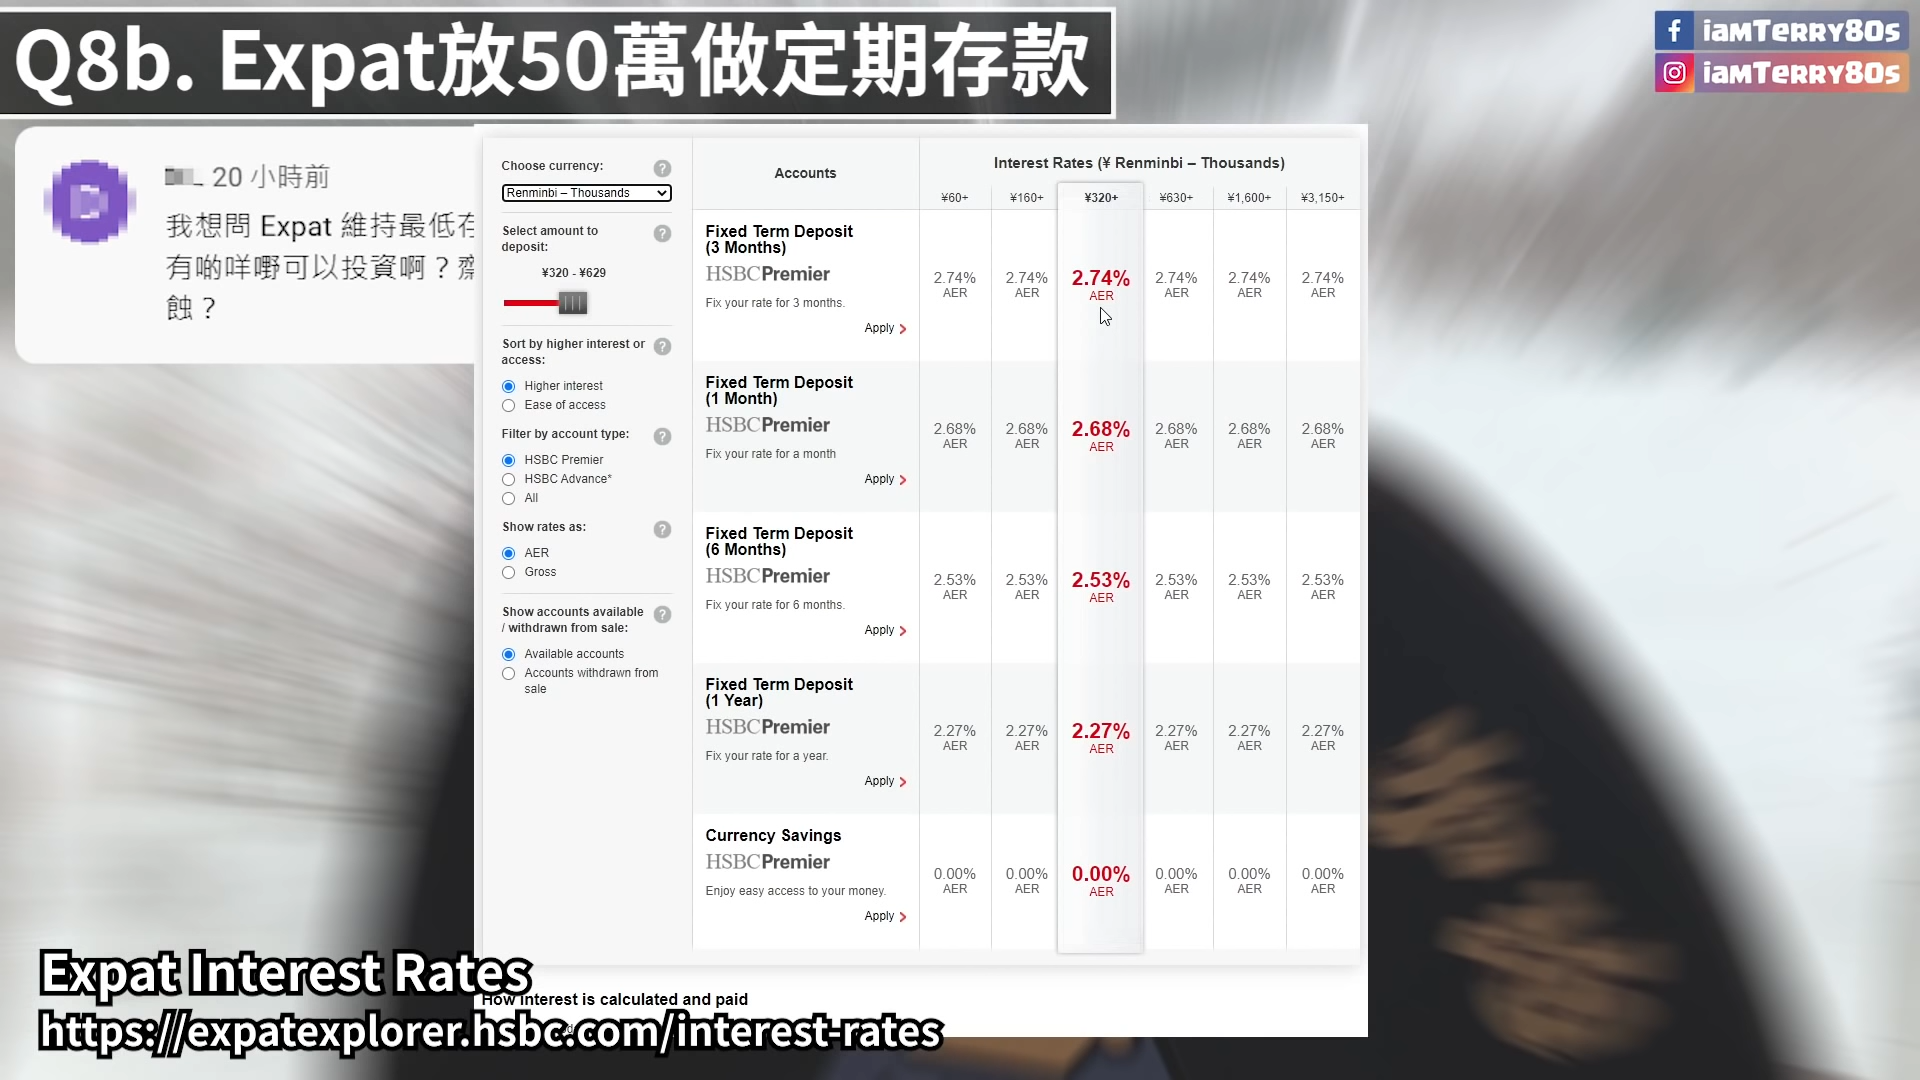 Q8b. Expat放50萬做定期存款
iamTerry80s
iamTerry80s
20 小時前
我想問 Expat 維持最低存
有啲咩嘢可以投資啊？齋
蝕？
Choose currency:
Renminbi – Thousands
Select amount to
deposit:
¥320 - ¥629
Sort by higher interest or
access:
Higher interest
Ease of access
Filter by account type:
HSBC Premier
HSBC Advance*
All
Show rates as:
AER
Gross
Show accounts available
/ withdrawn from sale:
Available accounts
Accounts withdrawn from
sale
Accounts
Interest Rates (¥ Renminbi – Thousands)
¥60+ ¥160+ ¥320+ ¥630+ ¥1,600+ ¥3,150+
Fixed Term Deposit
(3 Months)
HSBC Premier
Fix your rate for 3 months.
Apply
2.74% 2.74% 2.74% 2.74% 2.74% 2.74%
AER AER AER AER AER AER
Fixed Term Deposit
(1 Month)
HSBC Premier
Fix your rate for a month
Apply
2.68% 2.68% 2.68% 2.68% 2.68% 2.68%
AER AER AER AER AER AER
Fixed Term Deposit
(6 Months)
HSBC Premier
Fix your rate for 6 months.
Apply
2.53% 2.53% 2.53% 2.53% 2.53% 2.53%
AER AER AER AER AER AER
Fixed Term Deposit
(1 Year)
HSBC Premier
Fix your rate for a year.
Apply
2.27% 2.27% 2.27% 2.27% 2.27% 2.27%
AER AER AER AER AER AER
Currency Savings
HSBC Premier
Enjoy easy access to your money.
Apply
0.00% 0.00% 0.00% 0.00% 0.00% 0.00%
AER AER AER AER AER AER
How interest is calculated and paid
Expat Interest Rates
https://expatexplorer.hsbc.com/interest-rates